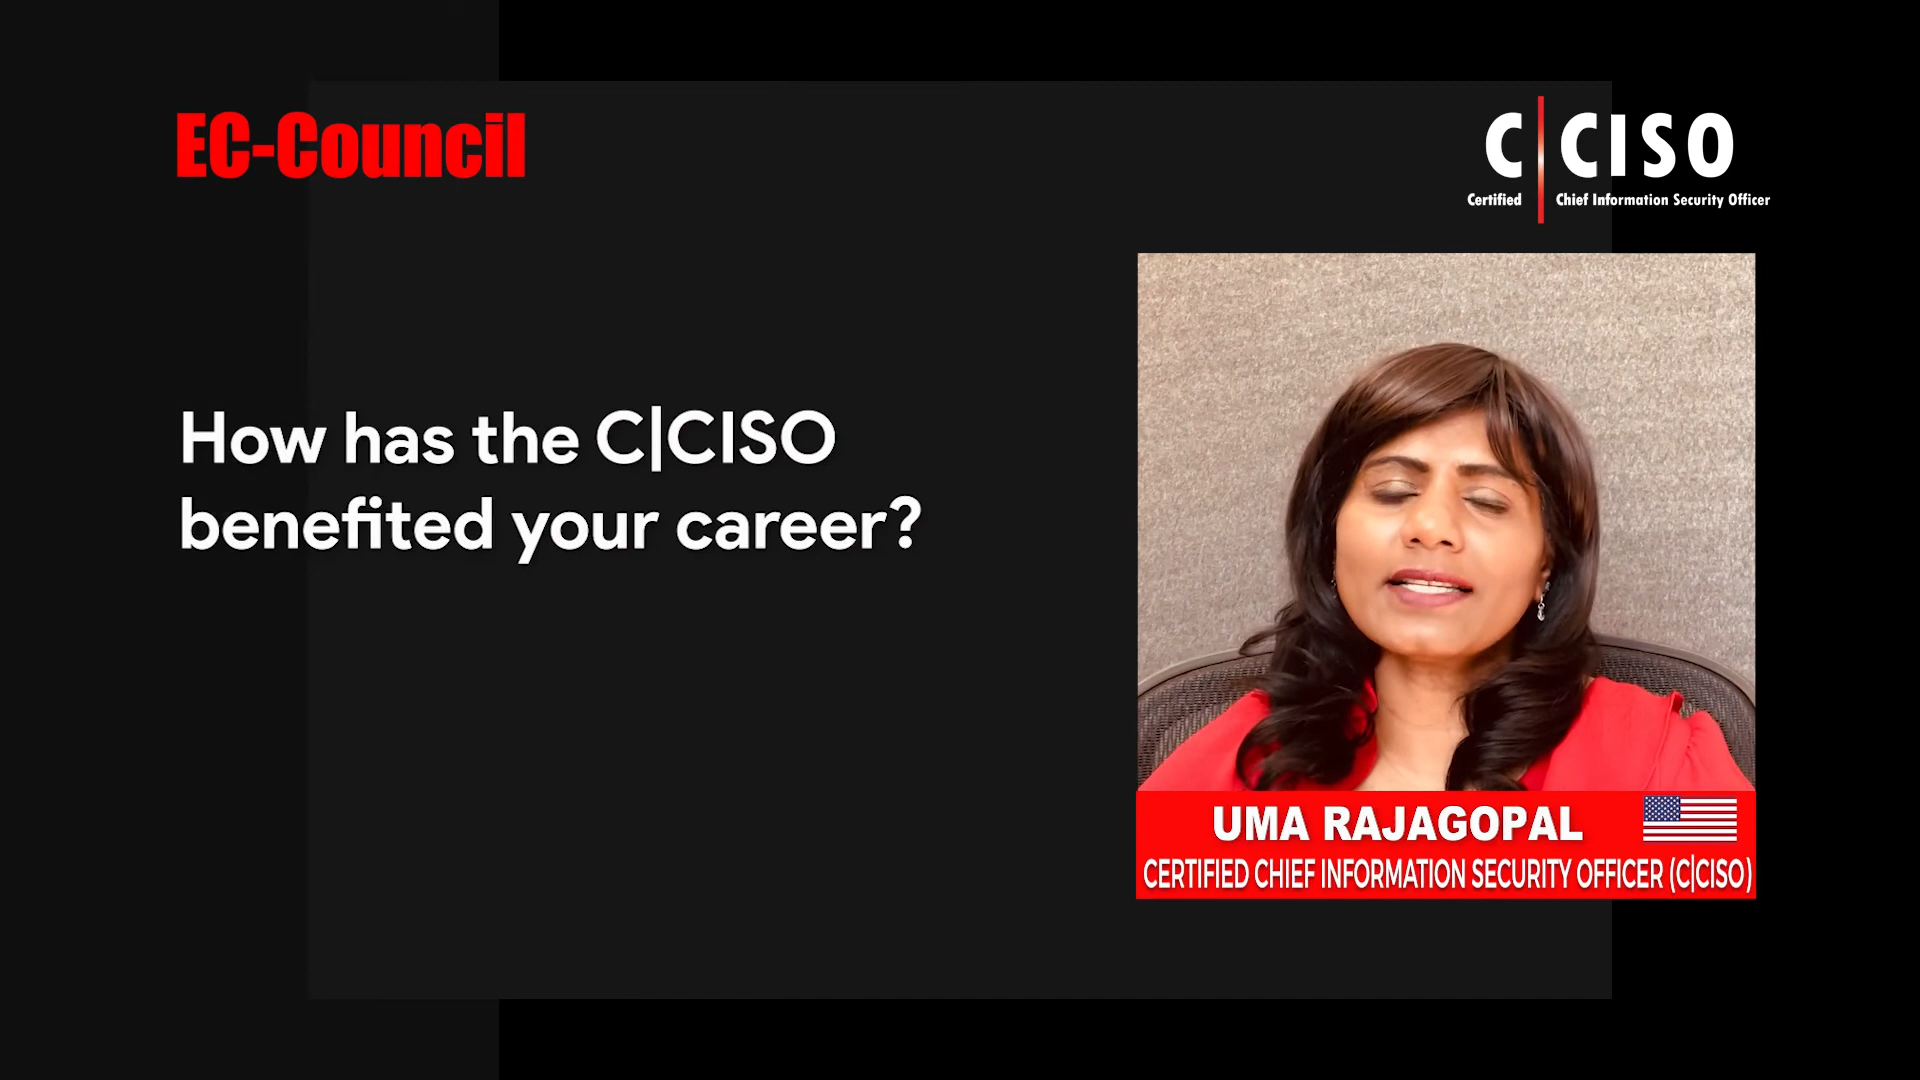 EC-Council
C|CISO
Certified Chief Information Security Officer
How has the C|CISO
benefited your career?
UMA RAJAGOPAL
CERTIFIED CHIEF INFORMATION SECURITY OFFICER (C|CISO)